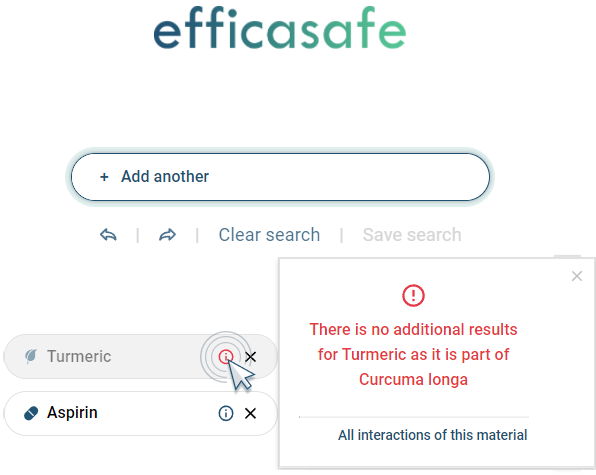 efficasafe
+ Add another
Clear search | Save search
Turmeric
Aspirin
There is no additional results
for Turmeric as it is part of
Curcuma longa
All interactions of this material